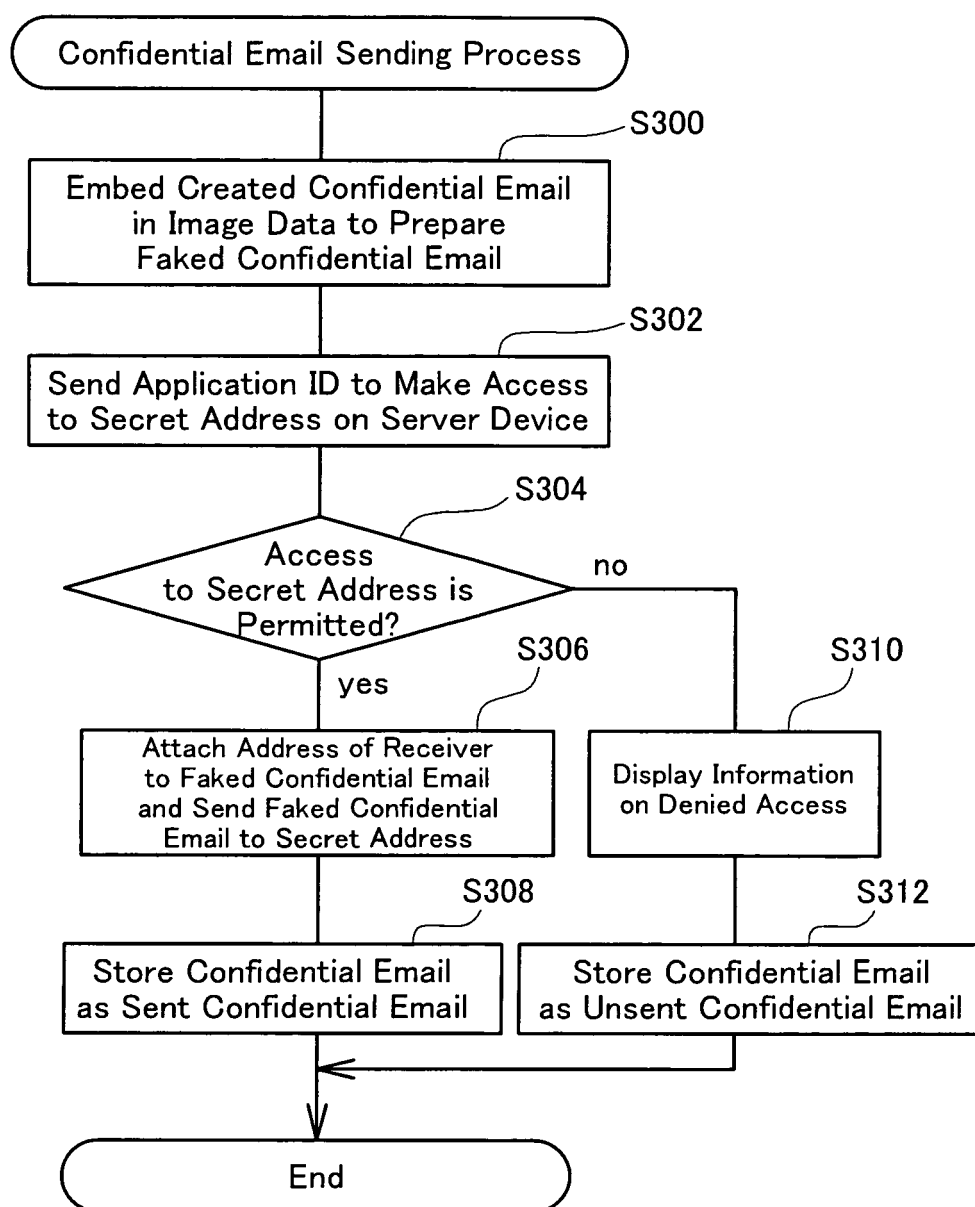 Confidential Email Sending Process
S300
Embed Created Confidential Email
in Image Data to Prepare
Faked Confidential Email
S302
Send Application ID to Make Access
to Secret Address on Server Device
S304
Access
to Secret Address is
Permitted?
no
yes
S306
Attach Address of Receiver
to Faked Confidential Email
and Send Faked Confidential
Email to Secret Address
S310
Display Information
on Denied Access
S308
Store Confidential Email
as Sent Confidential Email
S312
Store Confidential Email
as Unsent Confidential Email
End